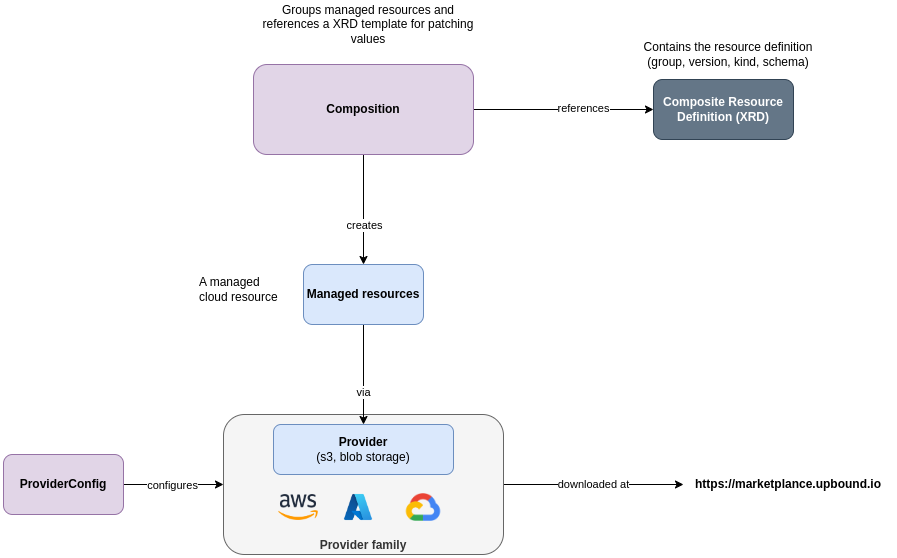 Groups managed resources and
references a XRD template for patching
values
Contains the resource definition
(group, version, kind, schema)
Composition
references
Composite Resource
Definition (XRD)
creates
A managed
cloud resource
Managed resources
via
Provider
(s3, blob storage)
ProviderConfig
configures
downloaded at
https://marketplance.upbound.io
aws
Provider family